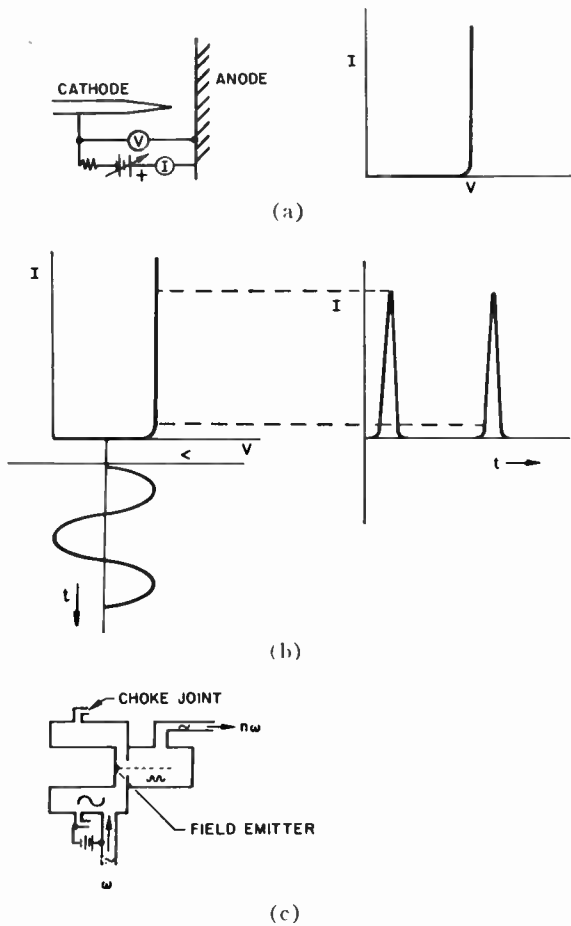 CATHODE
ANODE
V
+
I
I
V
(a)
I
V
<
t
I
t
(b)
CHOKE JOINT
nω
FIELD EMITTER
ω
(c)